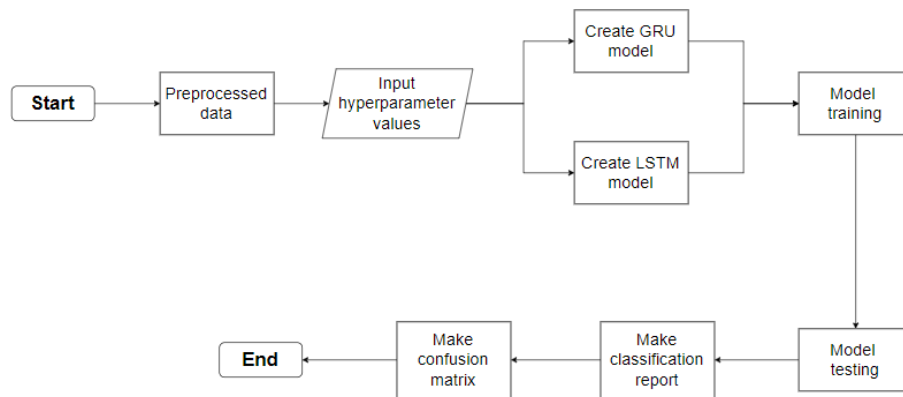 Start
Preprocessed
data
Input
hyperparameter
values
Create GRU
model
Create LSTM
model
Model
training
Model
testing
Make
classification
report
Make
confusion
matrix
End